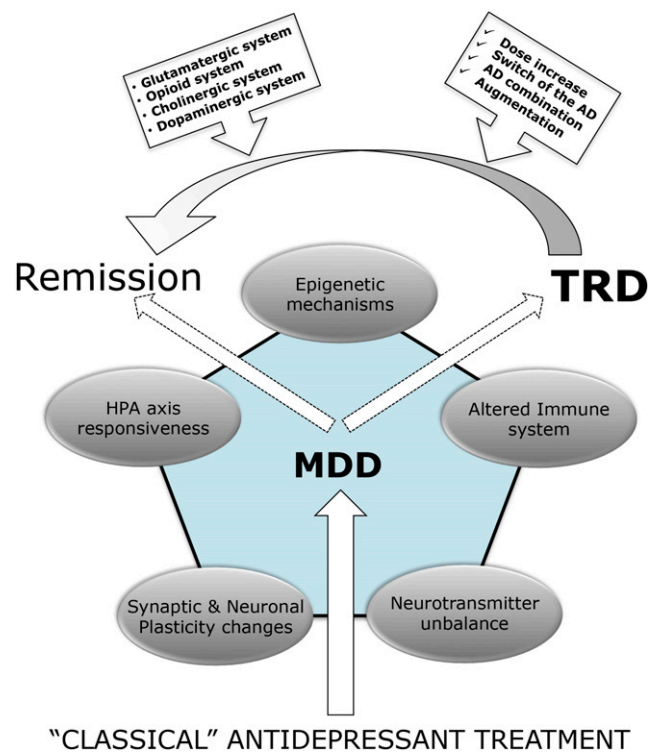 · Glutamatergic system
· Opioid system
· Cholinergic system
· Dopaminergic system
✓ Dose increase
✓ Switch of the AD
✓ AD combination
✓ Augmentation
Remission
TRD
Epigenetic
mechanisms
HPA axis
responsiveness
Altered Immune
system
MDD
Synaptic & Neuronal
Plasticity changes
Neurotransmitter
unbalance
“CLASSICAL” ANTIDEPRESSANT TREATMENT